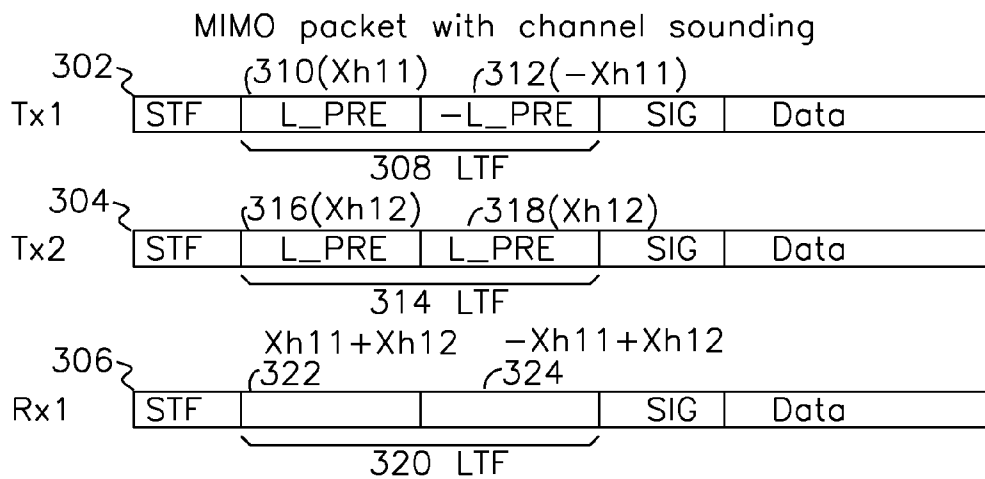 MIMO packet with channel sounding
302 310(Xh11) 312(-Xh11)
Tx1 STF L_PRE -L_PRE SIG Data
308 LTF
304 316(Xh12) 318(Xh12)
Tx2 STF L_PRE L_PRE SIG Data
314 LTF
Xh11+Xh12 -Xh11+Xh12
306 322 324
Rx1 STF SIG Data
320 LTF